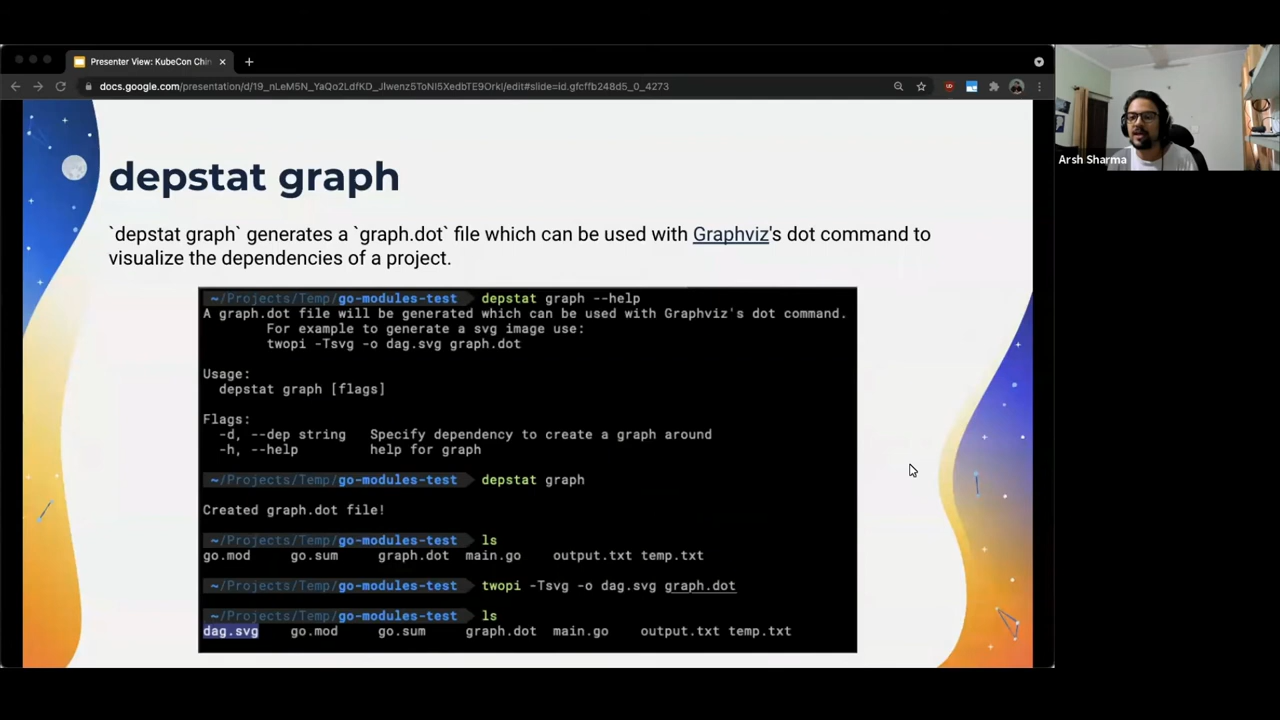 Presenter View: KubeCon Chin
docs.google.com/presentation/d/19_nLeM5N_YaQo2LdfKD_JIwenz5ToNI5XedbTE9OrkI/edit#slide=id.gfcffb248d5_0_4273
Arsh Sharma
depstat graph
`depstat graph` generates a `graph.dot` file which can be used with Graphviz's dot command to
visualize the dependencies of a project.
~/Projects/Temp/go-modules-test depstat graph --help
A graph.dot file will be generated which can be used with Graphviz's dot command.
For example to generate a svg image use:
twopi -Tsvg -o dag.svg graph.dot
Usage:
depstat graph [flags]
Flags:
-d, --dep string Specify dependency to create a graph around
-h, --help help for graph
~/Projects/Temp/go-modules-test depstat graph
Created graph.dot file!
~/Projects/Temp/go-modules-test ls
go.mod go.sum graph.dot main.go output.txt temp.txt
~/Projects/Temp/go-modules-test twopi -Tsvg -o dag.svg graph.dot
~/Projects/Temp/go-modules-test ls
dag.svg go.mod go.sum graph.dot main.go output.txt temp.txt